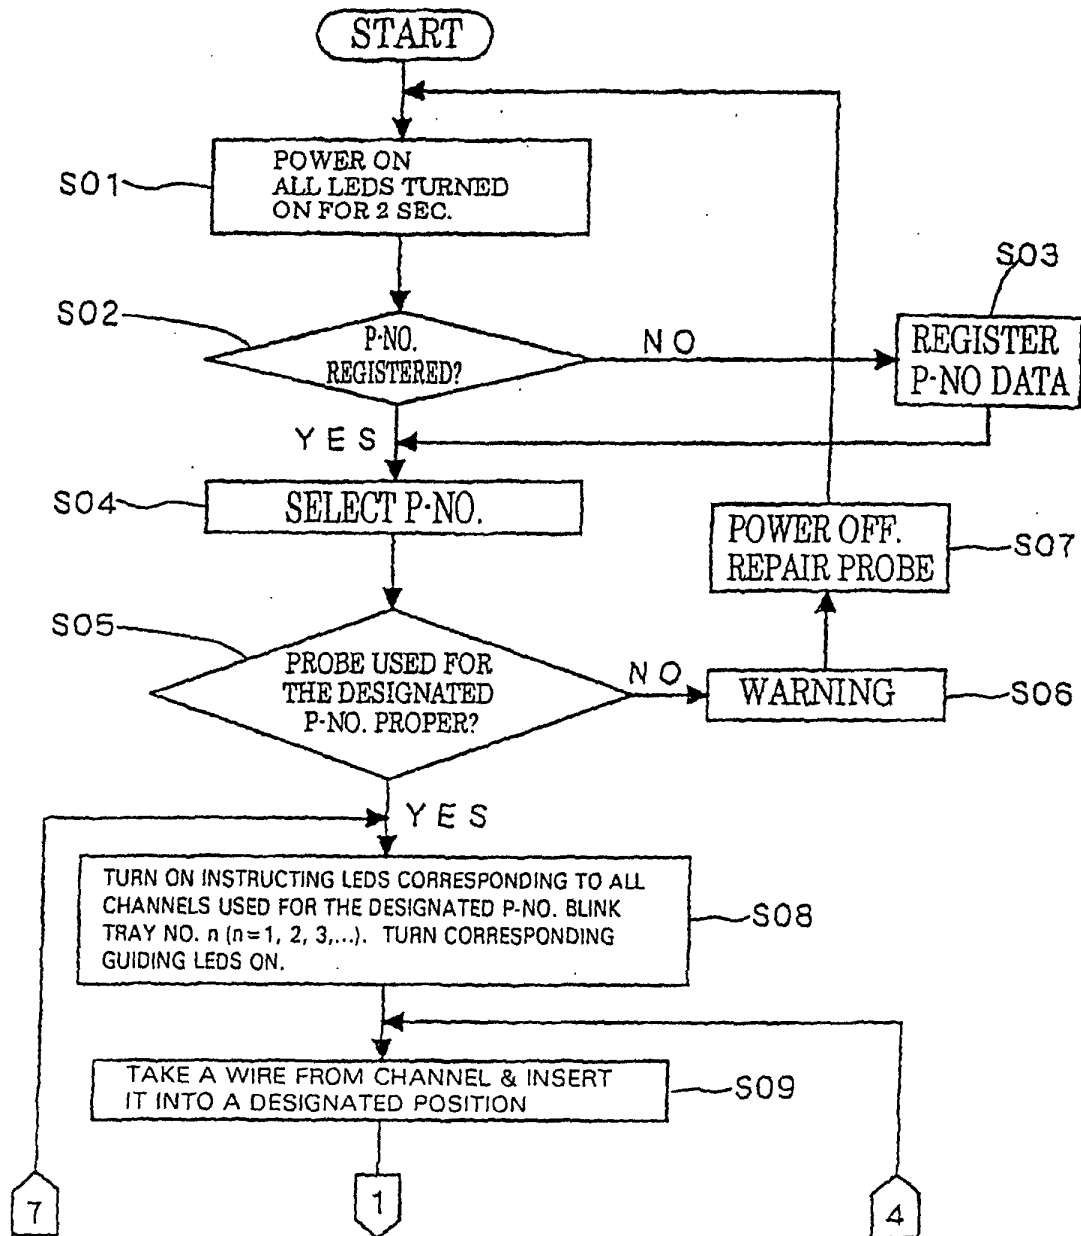 START
S01
POWER ON
ALL LEDS TURNED
ON FOR 2 SEC.
S02
P-NO.
REGISTERED?
NO
S03
REGISTER
P-NO DATA
YES
S04
SELECT P-NO.
POWER OFF.
REPAIR PROBE
S07
S05
PROBE USED FOR
THE DESIGNATED
P-NO. PROPER?
NO
WARNING
S06
YES
TURN ON INSTRUCTING LEDS CORRESPONDING TO ALL
CHANNELS USED FOR THE DESIGNATED P-NO. BLINK
TRAY NO. n (n=1, 2, 3,...). TURN CORRESPONDING
GUIDING LEDS ON.
S08
TAKE A WIRE FROM CHANNEL & INSERT
IT INTO A DESIGNATED POSITION
S09
7
1
4